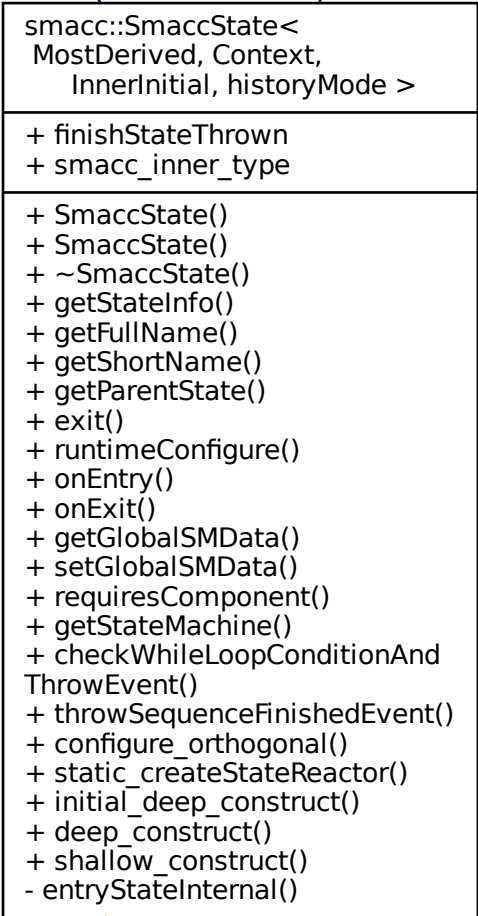 smacc::SmaccState<
MostDerived, Context,
InnerInitial, historyMode >
+ finishStateThrown
+ smacc_inner_type
+ SmaccState()
+ SmaccState()
+ ~SmaccState()
+ getStateInfo()
+ getFullName()
+ getShortName()
+ getParentState()
+ exit()
+ runtimeConfigure()
+ onEntry()
+ onExit()
+ getGlobalSMData()
+ setGlobalSMData()
+ requiresComponent()
+ getStateMachine()
+ checkWhileLoopConditionAnd
ThrowEvent()
+ throwSequenceFinishedEvent()
+ configure_orthogonal()
+ static_createStateReactor()
+ initial_deep_construct()
+ deep_construct()
+ shallow_construct()
- entryStateInternal()